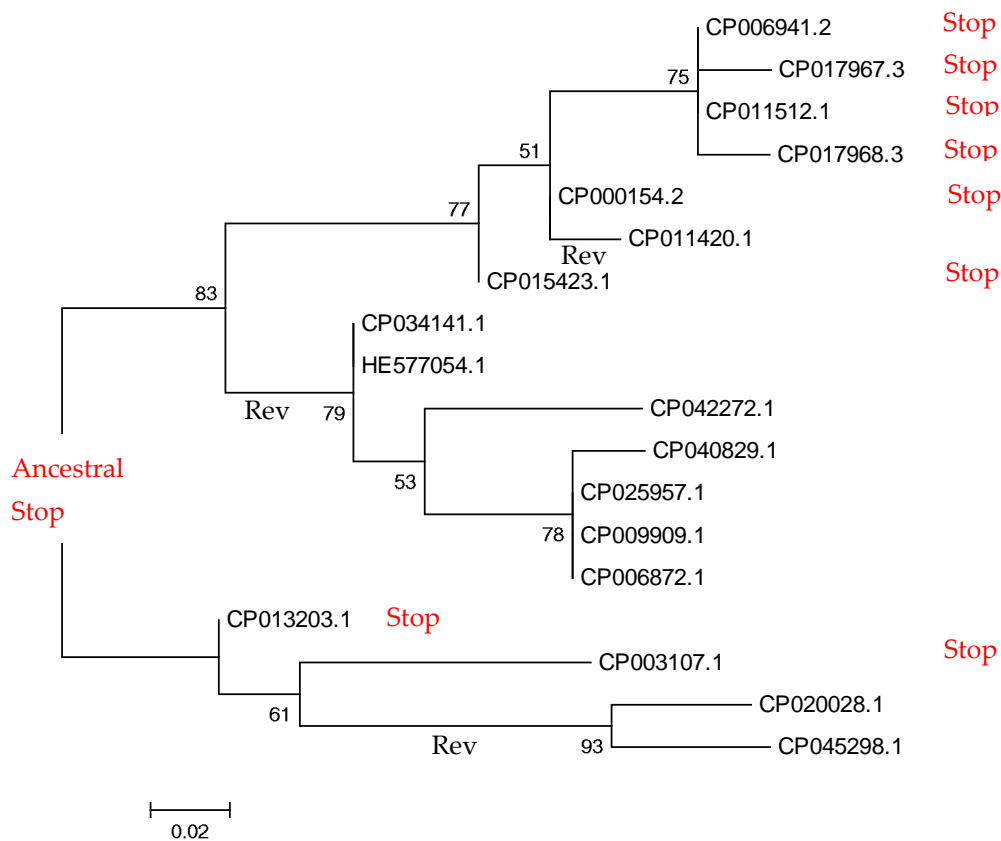 CP006941.2 Stop
75 CP017967.3 Stop
CP011512.1 Stop
51 CP017968.3 Stop
CP000154.2 Stop
77 CP011420.1
Rev
CP015423.1 Stop
83
CP034141.1
HE577054.1
Rev 79
CP042272.1
CP040829.1
Ancestral
53
CP025957.1
Stop
78 CP009909.1
CP006872.1
CP013203.1 Stop
CP003107.1 Stop
61
CP020028.1
Rev 93 CP045298.1
0.02